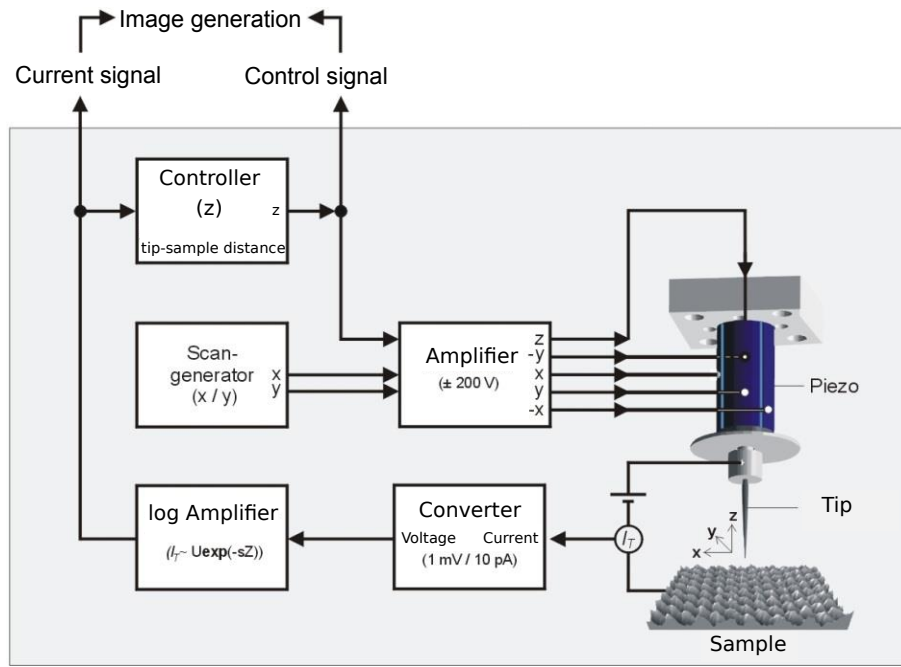 Image generation
Current signal
Control signal
Controller
(z)
z
tip-sample distance
Scan-
generator
(x / y)
x
y
Amplifier
(± 200 V)
z
-y
x
y
-x
Piezo
log Amplifier
(I_T~ Uexp(-sZ))
Converter
Voltage Current
(1 mV / 10 pA)
I_T
Tip
z
y
x
Sample